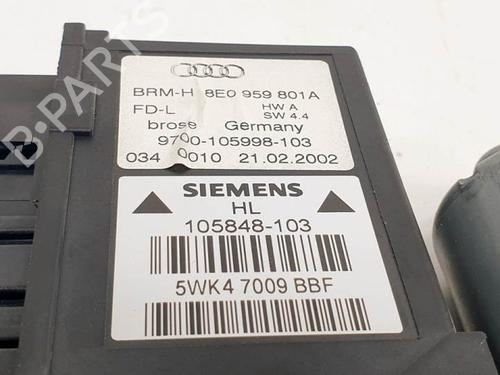 BRM-H 8E0 959 801A
FD-L HW A
SW 4.4
brose Germany
9700-105998-103
034 0010 21.02.2002
SIEMENS
HL
105848-103
5WK4 7009 BBF
B-PARTS